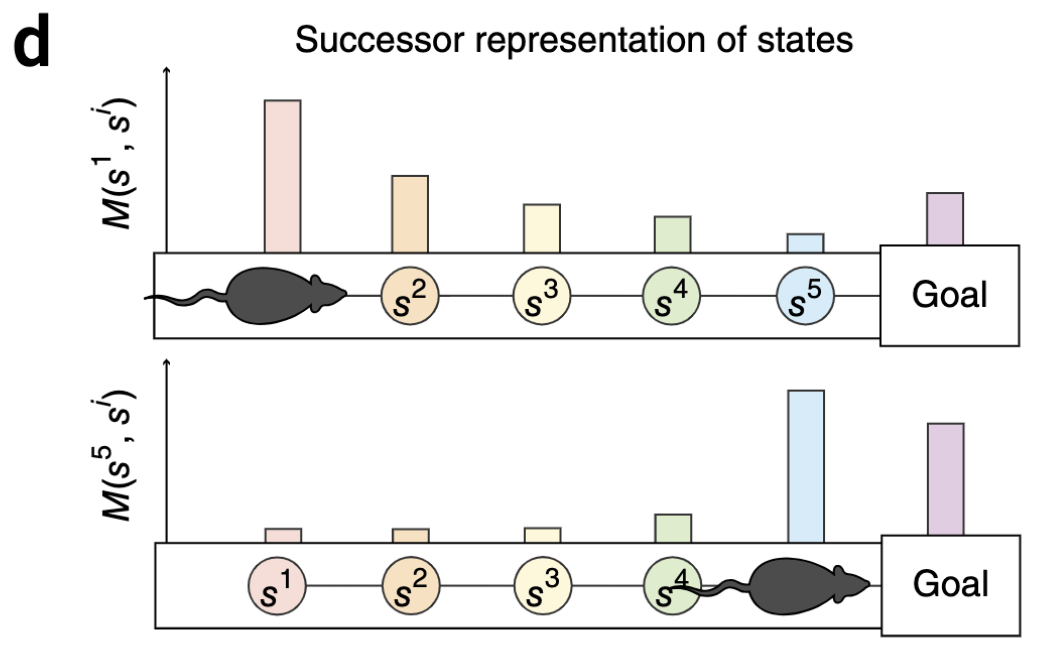 d
Successor representation of states
M(s¹, sⁱ)
s² s³ s⁴ s⁵ Goal
M(s⁵, sⁱ)
s¹ s² s³ s⁴ Goal